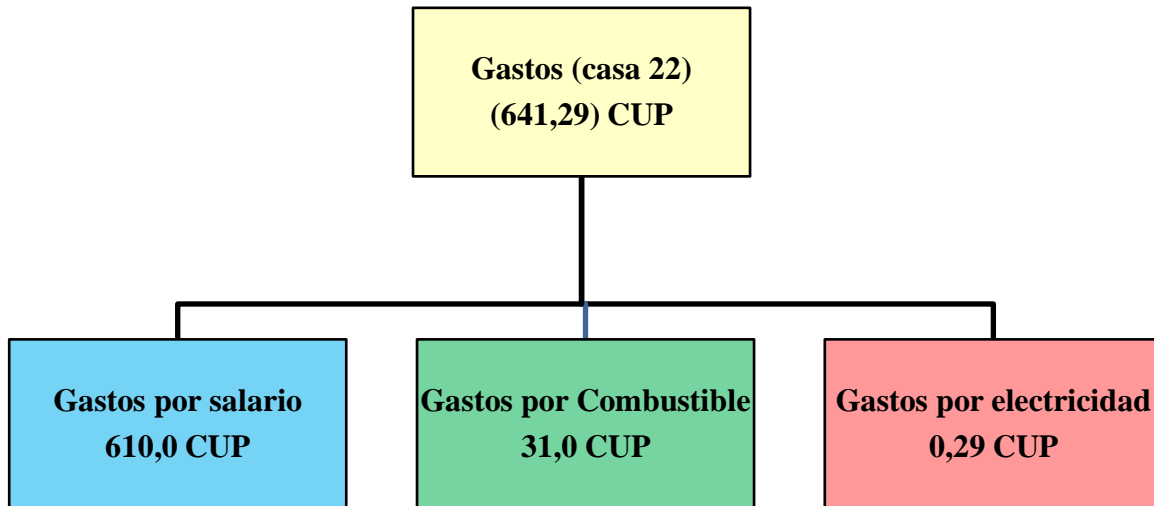 Gastos (casa 22)
(641,29) CUP
Gastos por salario
610,0 CUP
Gastos por Combustible
31,0 CUP
Gastos por electricidad
0,29 CUP